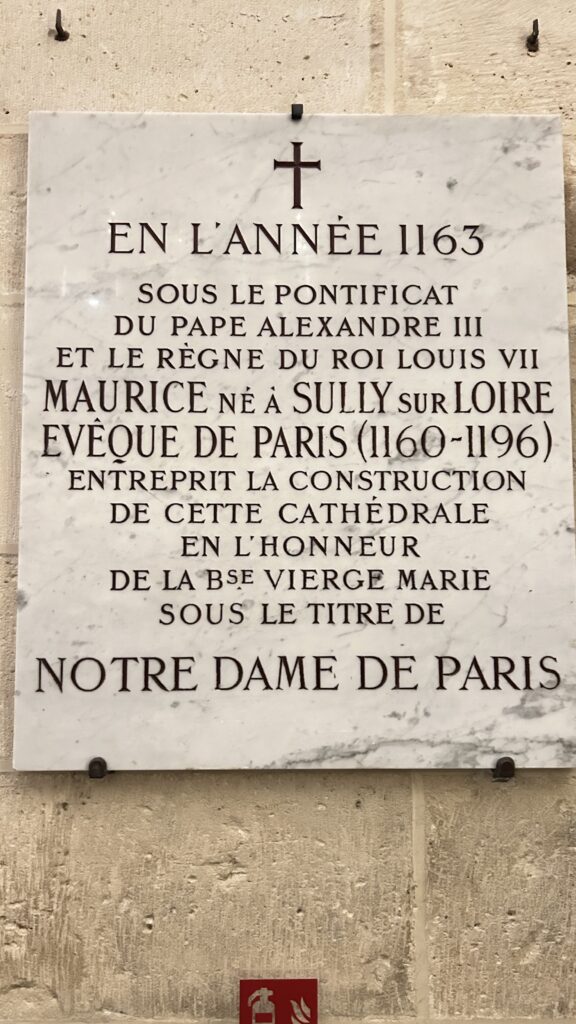 EN L'ANNÉE 1163
SOUS LE PONTIFICAT
DU PAPE ALEXANDRE III
ET LE RÈGNE DU ROI LOUIS VII
MAURICE NÉ À SULLY SUR LOIRE
EVÊQUE DE PARIS (1160-1196)
ENTREPRIT LA CONSTRUCTION
DE CETTE CATHÉDRALE
EN L'HONNEUR
DE LA BSE VIERGE MARIE
SOUS LE TITRE DE
NOTRE DAME DE PARIS